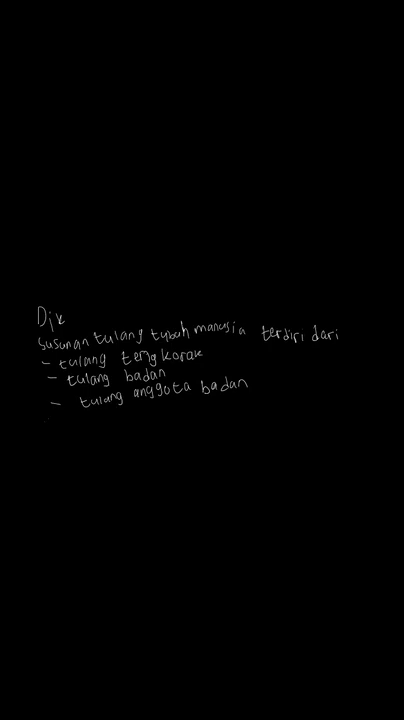 Dik
Susunan tulang tubuh manusia terdiri dari
- tulang tengkorak
- tulang badan
- tulang anggota badan